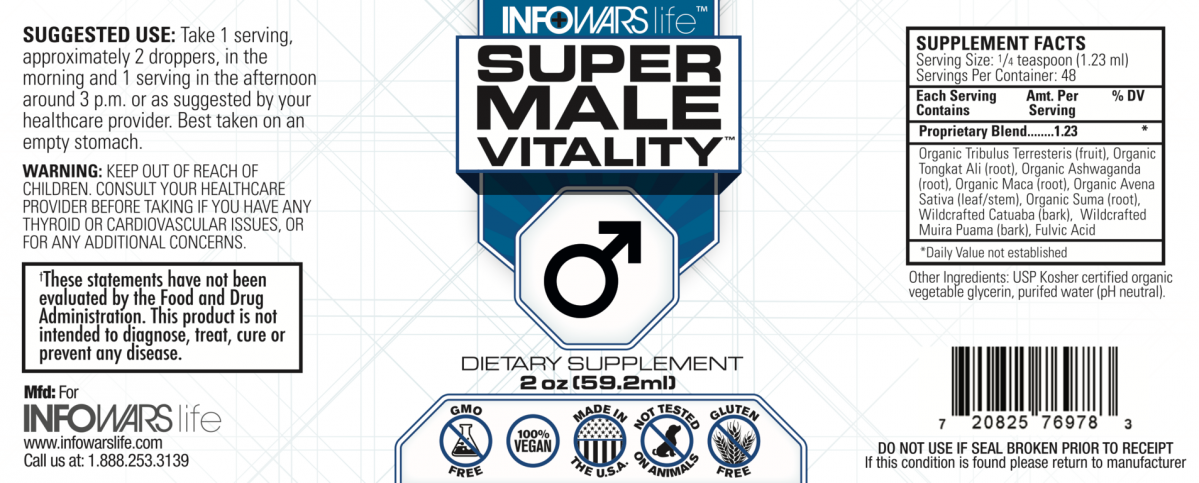 SUGGESTED USE: Take 1 serving,
approximately 2 droppers, in the
morning and 1 serving in the afternoon
around 3 p.m. or as suggested by your
healthcare provider. Best taken on an
empty stomach.
WARNING: KEEP OUT OF REACH OF
CHILDREN. CONSULT YOUR HEALTHCARE
PROVIDER BEFORE TAKING IF YOU HAVE ANY
THYROID OR CARDIOVASCULAR ISSUES, OR
FOR ANY ADDITIONAL CONCERNS.
†These statements have not been
evaluated by the Food and Drug
Administration. This product is not
intended to diagnose, treat, cure or
prevent any disease.
Mfd: For
INFOWARS life
www.infowarslife.com
Call us at: 1.888.253.3139
INFOWARS life™
SUPER
MALE
VITALITY™
DIETARY SUPPLEMENT
2 oz (59.2ml)
GMO
FREE
100%
VEGAN
MADE IN
THE U.S.A.
NOT TESTED
ON ANIMALS
GLUTEN
FREE
SUPPLEMENT FACTS
Serving Size: 1/4 teaspoon (1.23 ml)
Servings Per Container: 48
Each Serving Amt. Per % DV
Contains Serving
Proprietary Blend........1.23 *
Organic Tribulus Terresteris (fruit), Organic
Tongkat Ali (root), Organic Ashwaganda
(root), Organic Maca (root), Organic Avena
Sativa (leaf/stem), Organic Suma (root),
Wildcrafted Catuaba (bark), Wildcrafted
Muira Puama (bark), Fulvic Acid
*Daily Value not established
Other Ingredients: USP Kosher certified organic
vegetable glycerin, purifed water (pH neutral).
7 20825 76978 3
DO NOT USE IF SEAL BROKEN PRIOR TO RECEIPT
If this condition is found please return to manufacturer